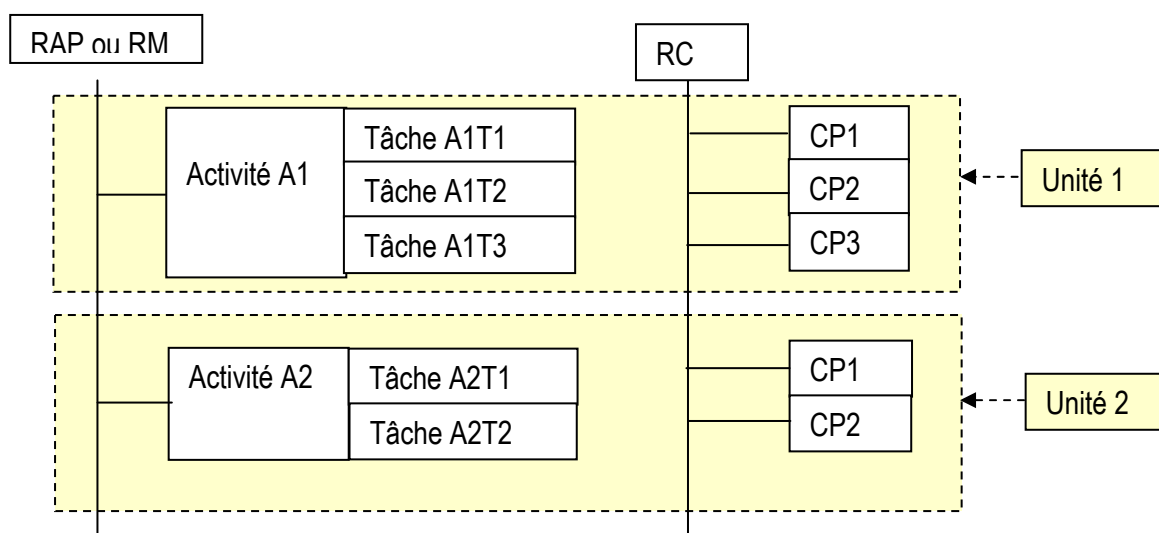 RAP ou RM
RC
Activité A1
Tâche A1T1
Tâche A1T2
Tâche A1T3
CP1
CP2
CP3
Unité 1
Activité A2
Tâche A2T1
Tâche A2T2
CP1
CP2
Unité 2